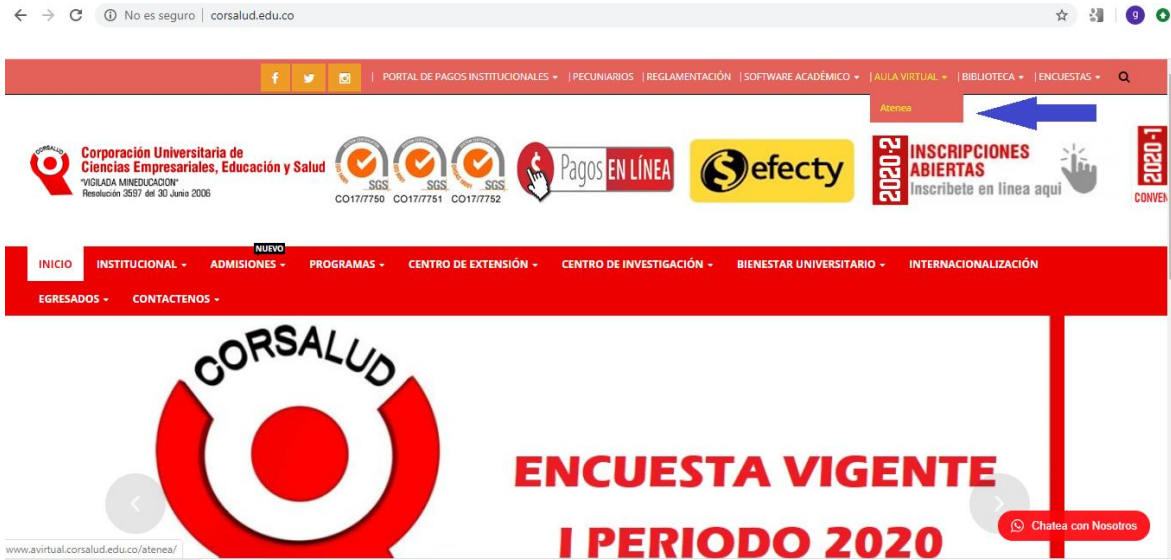 No es seguro | corsalud.edu.co
g
| PORTAL DE PAGOS INSTITUCIONALES | PECUNIARIOS | REGLAMENTACIÓN | SOFTWARE ACADÉMICO | AULA VIRTUAL | BIBLIOTECA | ENCUESTAS
Atenea
CORSALUD
Corporación Universitaria de
Ciencias Empresariales, Educación y Salud
"VIGILADA MINEDUCACION"
Resolución 3597 del 30 Junio 2006
SGS SGS SGS
CO17/7750 CO17/7751 CO17/7752
$ Pagos EN LÍNEA
$efecty
2020-2
INSCRIPCIONES
ABIERTAS
Inscribete en linea aqui
2020-1
NUEVO
INICIO INSTITUCIONAL ADMISIONES PROGRAMAS CENTRO DE EXTENSIÓN CENTRO DE INVESTIGACIÓN BIENESTAR UNIVERSITARIO INTERNACIONALIZACIÓN
EGRESADOS CONTACTENOS
CORSALUD
ENCUESTA VIGENTE
I PERIODO 2020
Chatea con Nosotros
www.avirtual.corsalud.edu.co/atenea/